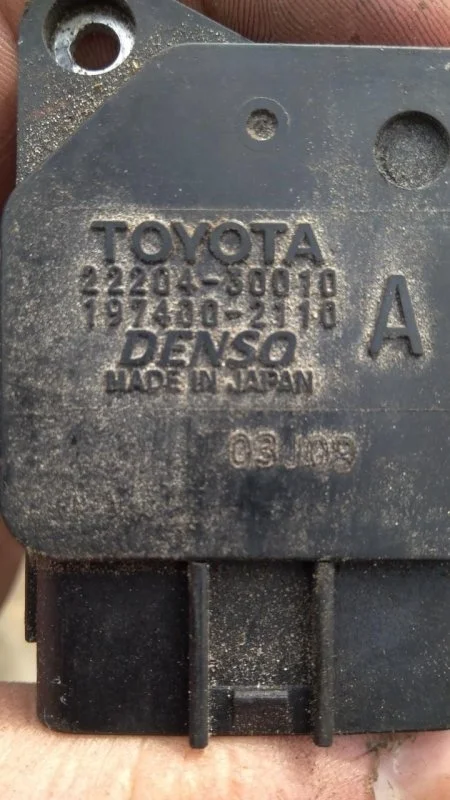 TOYOTA
22204-30010
197400-2110
DENSO
MADE IN JAPAN
A
03J09